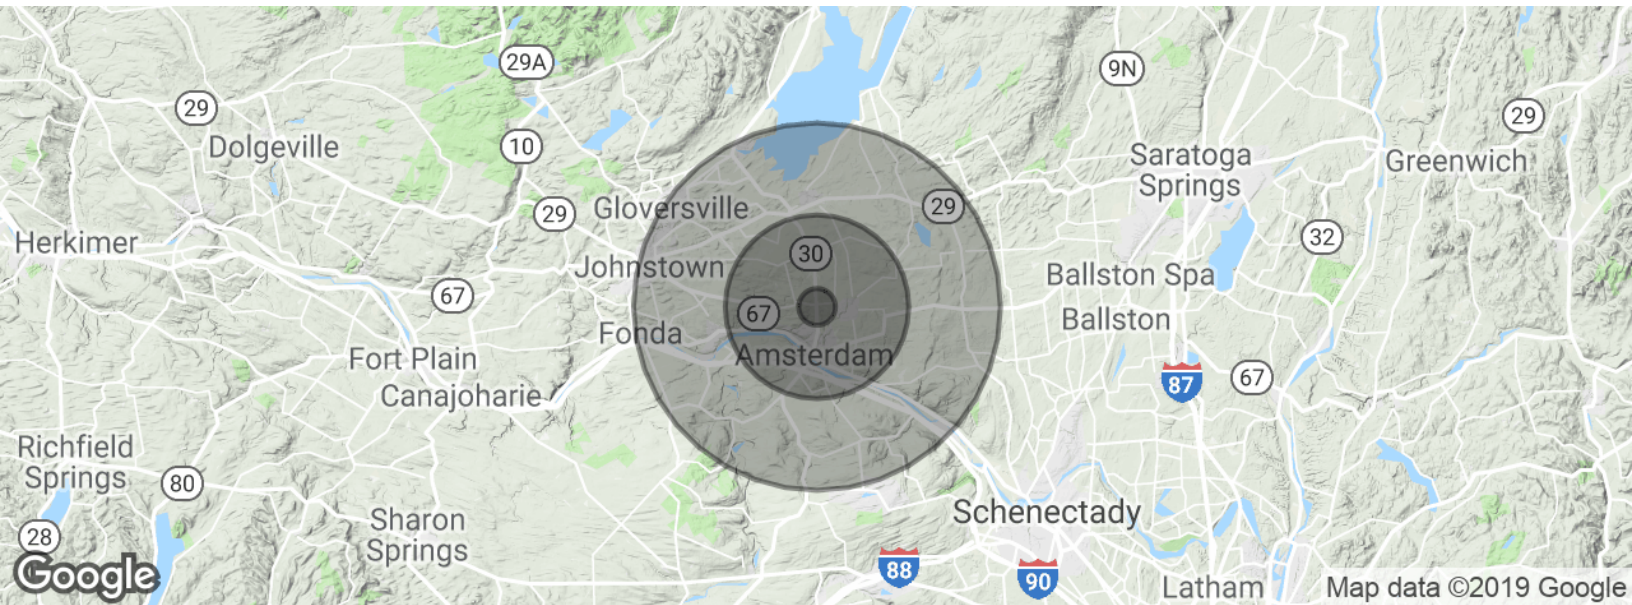 29A
9N
29
29
Dolgeville
10
Saratoga
Springs
Greenwich
Gloversville
29
29
Herkimer
32
30
Johnstown
Ballston Spa
67
67
Ballston
Fonda
Amsterdam
Fort Plain
87
67
Canajoharie
Richfield
Springs
80
Schenectady
Sharon
Springs
28
88
90
Google
Latham
Map data ©2019 Google